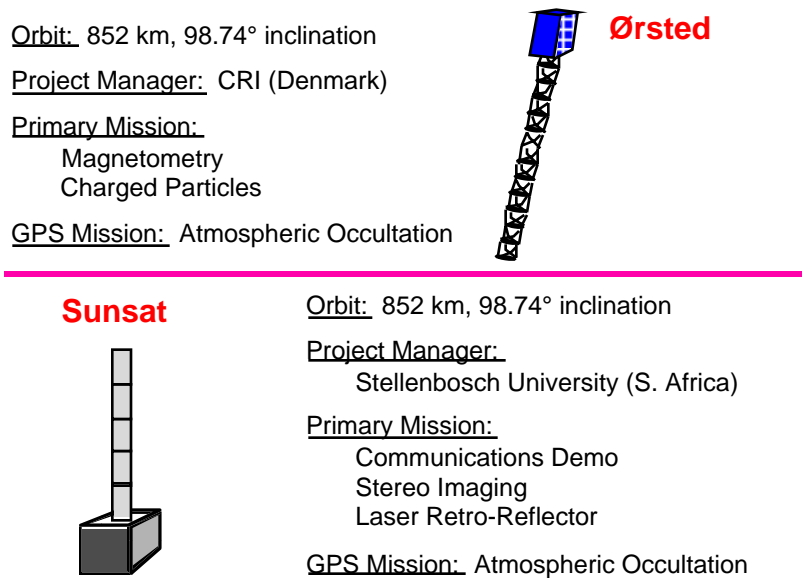 Ørsted
Orbit: 852 km, 98.74° inclination
Project Manager: CRI (Denmark)
Primary Mission:
Magnetometry
Charged Particles
GPS Mission: Atmospheric Occultation
Sunsat
Orbit: 852 km, 98.74° inclination
Project Manager:
Stellenbosch University (S. Africa)
Primary Mission:
Communications Demo
Stereo Imaging
Laser Retro-Reflector
GPS Mission: Atmospheric Occultation